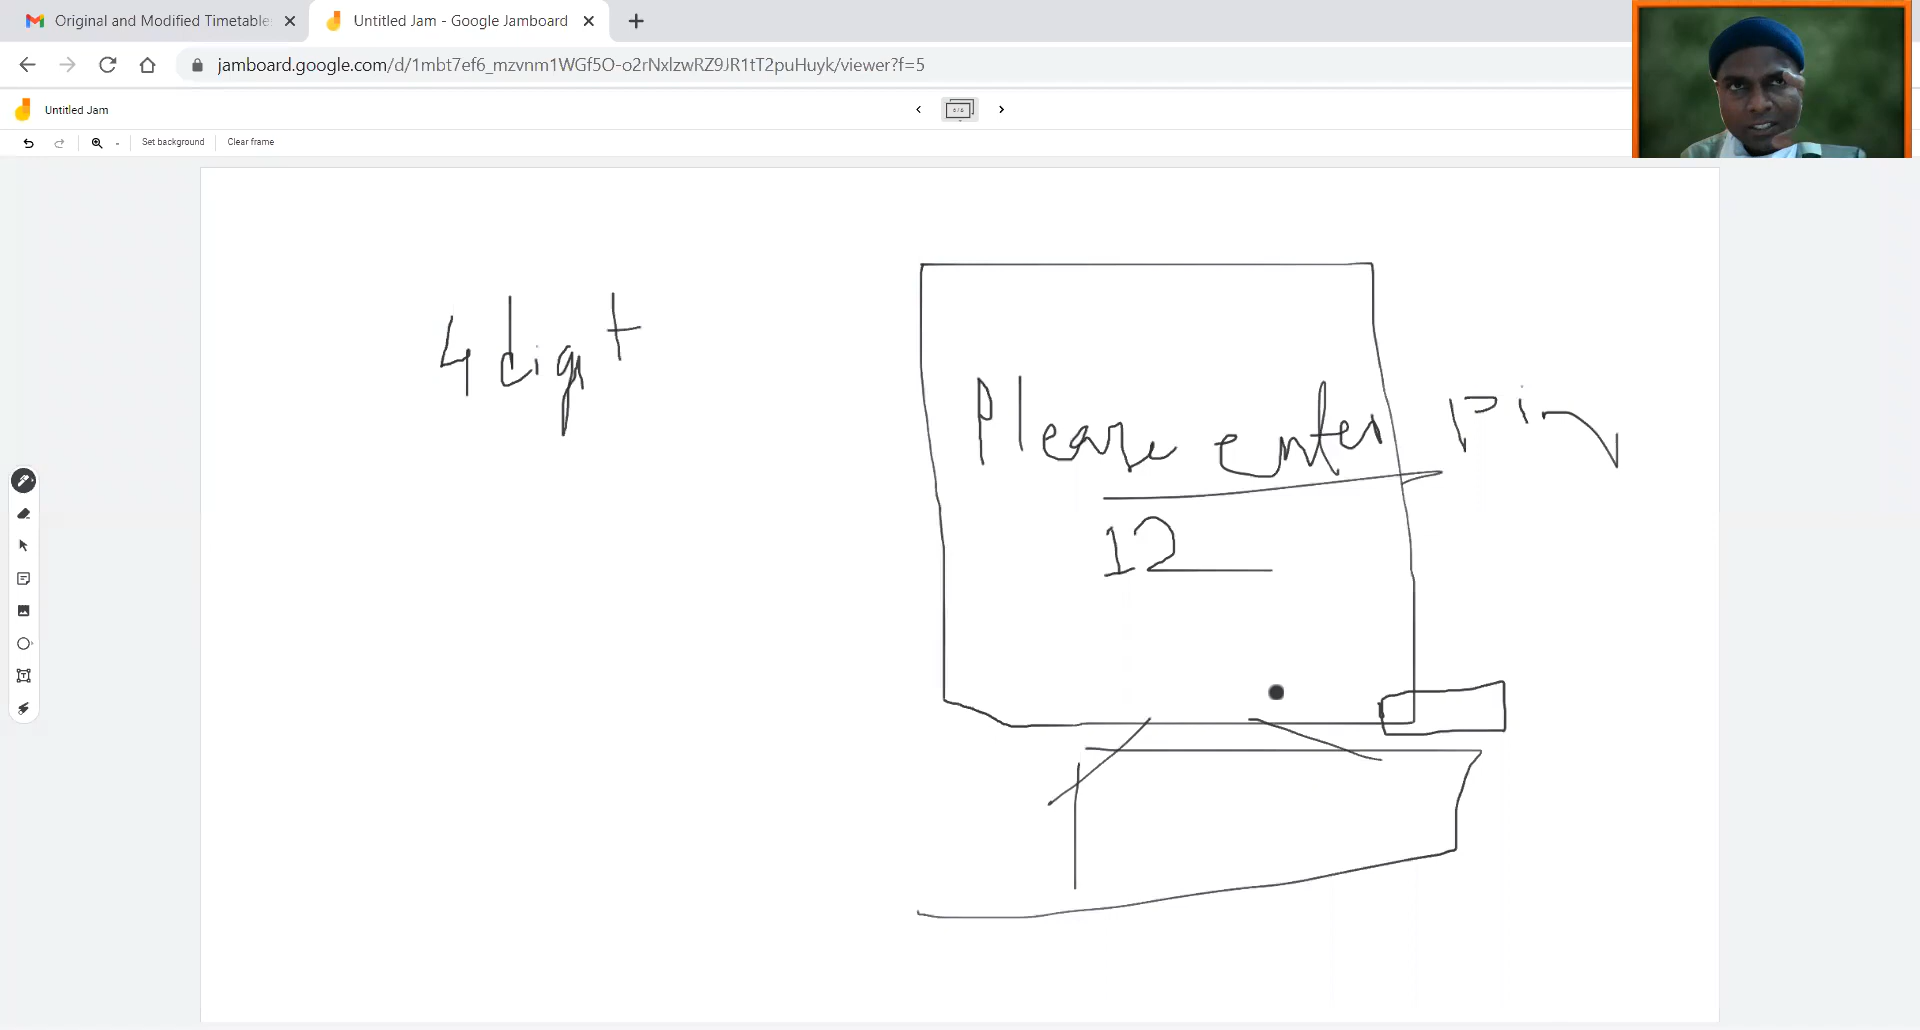 Original and Modified Timetable
Untitled Jam - Google Jamboard
jamboard.google.com/d/1mbt7ef6_mzvnm1WGf5O-o2rNxlzwRZ9JR1tT2puHuyk/viewer?f=5
Untitled Jam
Set background
Clear frame
4 digit
Please enter Pin
12